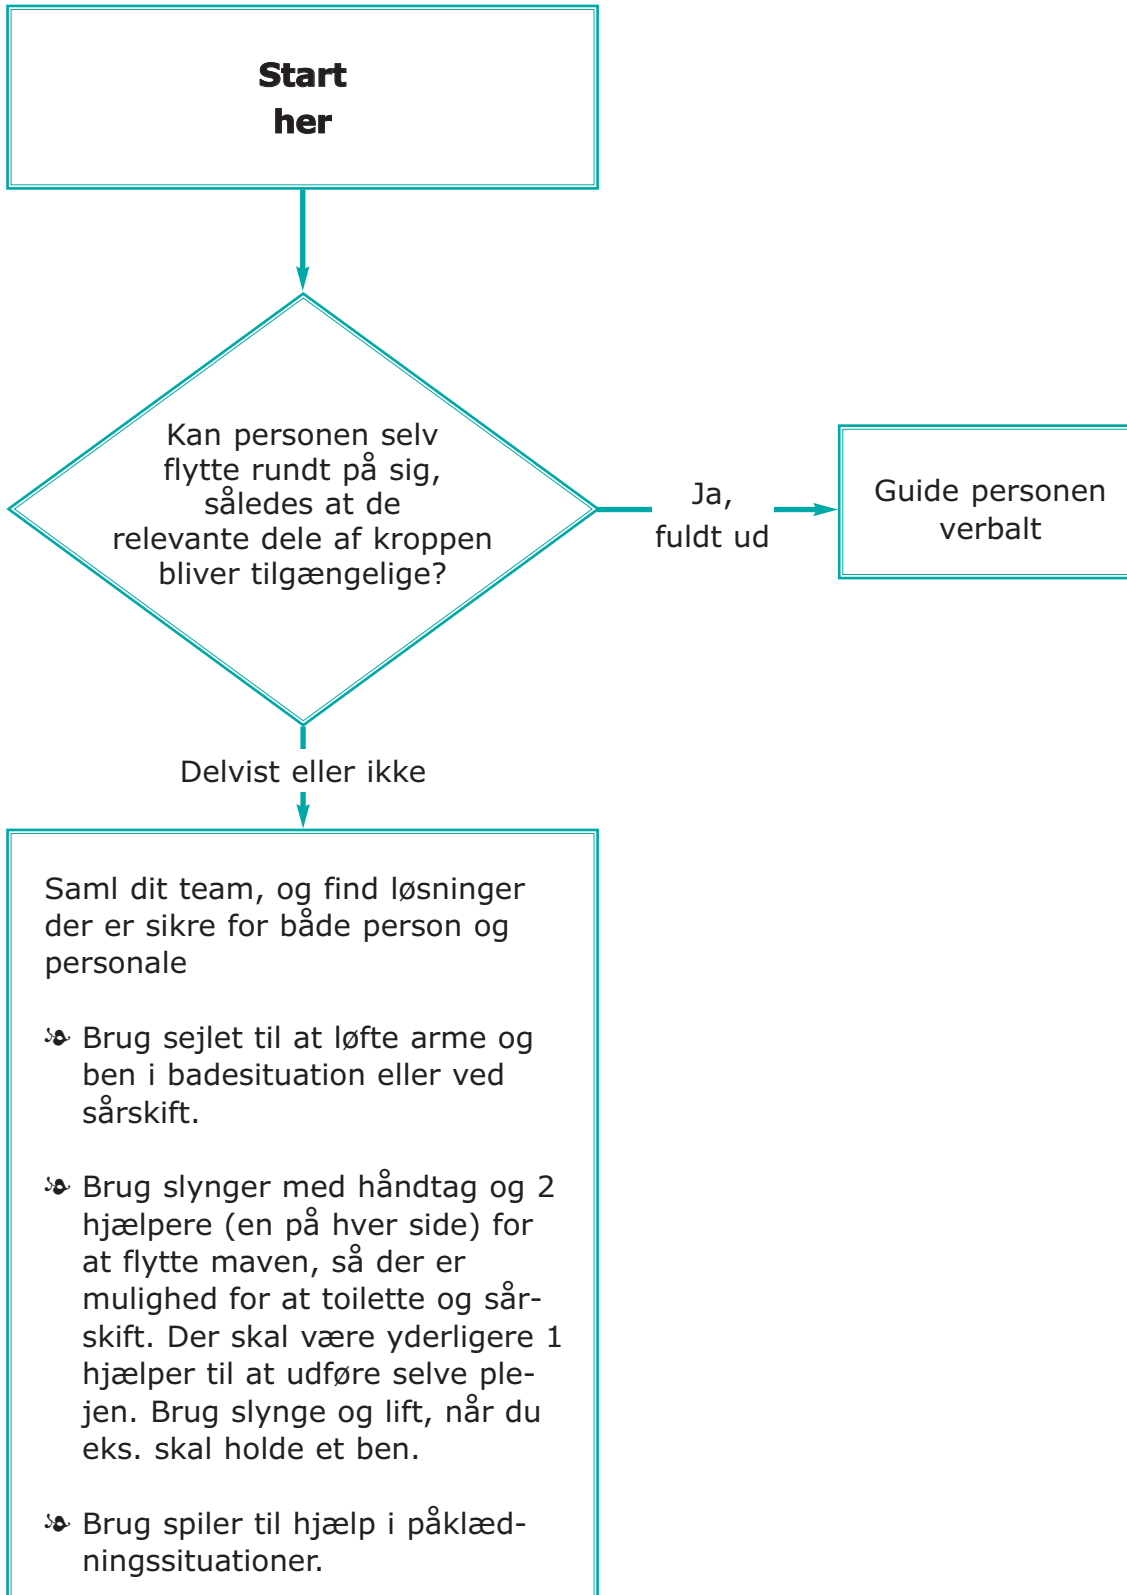 Start
her
Kan personen selv
flytte rundt på sig,
således at de
relevante dele af kroppen
bliver tilgængelige?
Ja,
fuldt ud
Guide personen
verbalt
Delvist eller ikke
Saml dit team, og find løsninger
der er sikre for både person og
personale
Brug sejlet til at løfte arme og
ben i badesituation eller ved
sårskift.
Brug slynger med håndtag og 2
hjælpere (en på hver side) for
at flytte maven, så der er
mulighed for at toilette og sår-
skift. Der skal være yderligere 1
hjælper til at udføre selve ple-
jen. Brug slynge og lift, når du
eks. skal holde et ben.
Brug spiler til hjælp i påklæd-
ningssituationer.